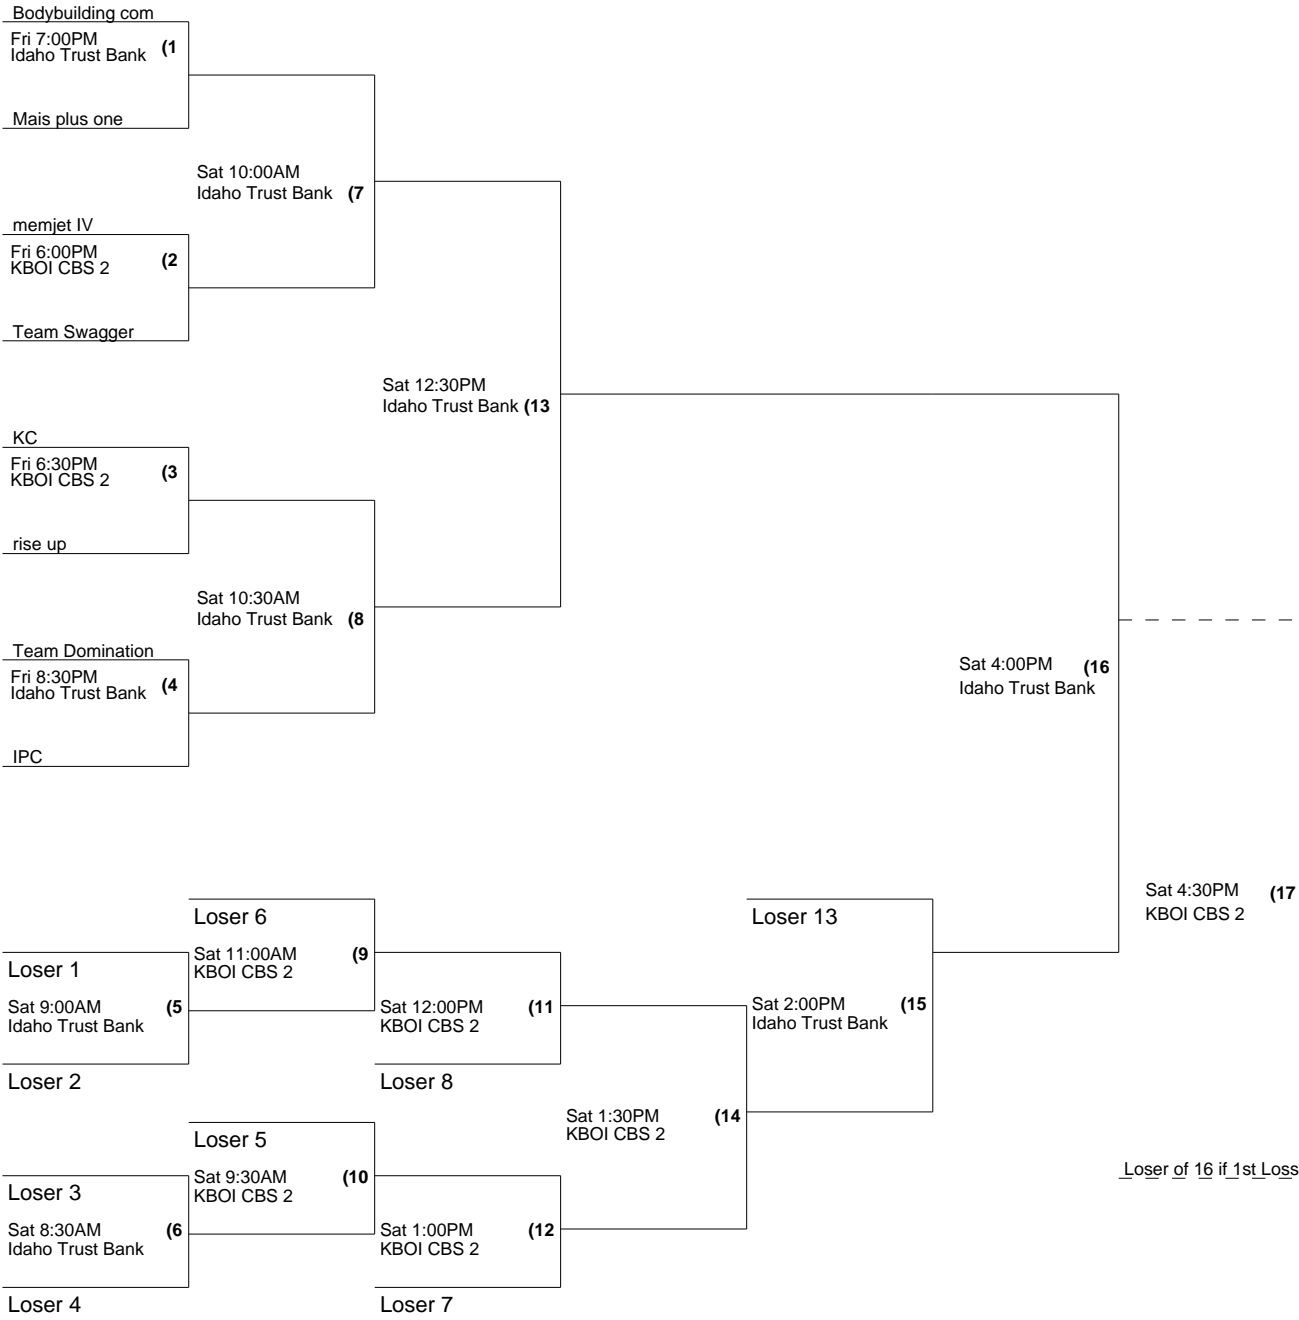 Bodybuilding com
Fri 7:00PM
Idaho Trust Bank (1
Mais plus one
Sat 10:00AM
Idaho Trust Bank (7
memjet IV
Fri 6:00PM
KBOI CBS 2 (2
Team Swagger
Sat 12:30PM
Idaho Trust Bank (13
KC
Fri 6:30PM
KBOI CBS 2 (3
rise up
Sat 10:30AM
Idaho Trust Bank (8
Team Domination
Fri 8:30PM
Idaho Trust Bank (4
IPC
Sat 4:00PM (16
Idaho Trust Bank
Sat 4:30PM (17
KBOI CBS 2
Loser 6
Sat 11:00AM (9
KBOI CBS 2
Loser 1
Sat 9:00AM (5
Idaho Trust Bank
Loser 2
Sat 12:00PM (11
KBOI CBS 2
Loser 8
Loser 13
Sat 2:00PM (15
Idaho Trust Bank
Sat 1:30PM (14
KBOI CBS 2
Loser 5
Sat 9:30AM (10
KBOI CBS 2
Loser 3
Sat 8:30AM (6
Idaho Trust Bank
Loser 4
Sat 1:00PM (12
KBOI CBS 2
Loser 7
Loser of 16 if 1st Loss